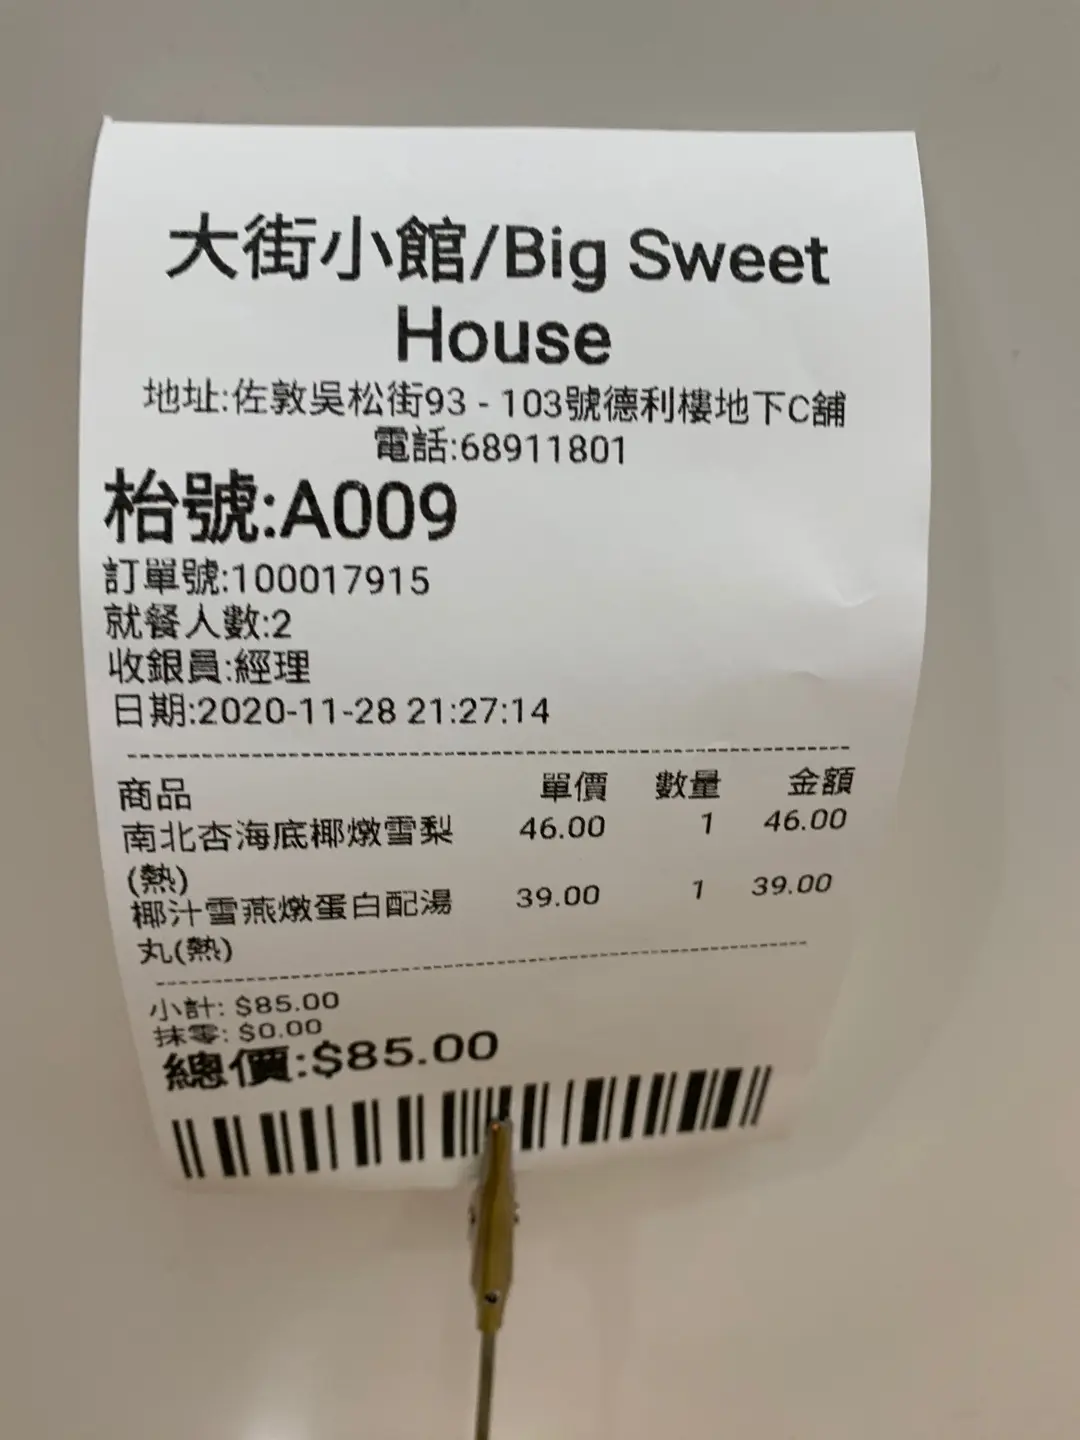 大街小館/Big Sweet
House
地址:佐敦吳松街93 - 103號德利樓地下C舖
電話:68911801
枱號:A009
訂單號:100017915
就餐人數:2
收銀員:經理
日期:2020-11-28 21:27:14
商品 單價 數量 金額
南北杏海底椰燉雪梨 46.00 1 46.00
(熱)
椰汁雪燕燉蛋白配湯 39.00 1 39.00
丸(熱)
小計: $85.00
抹零: $0.00
總價:$85.00